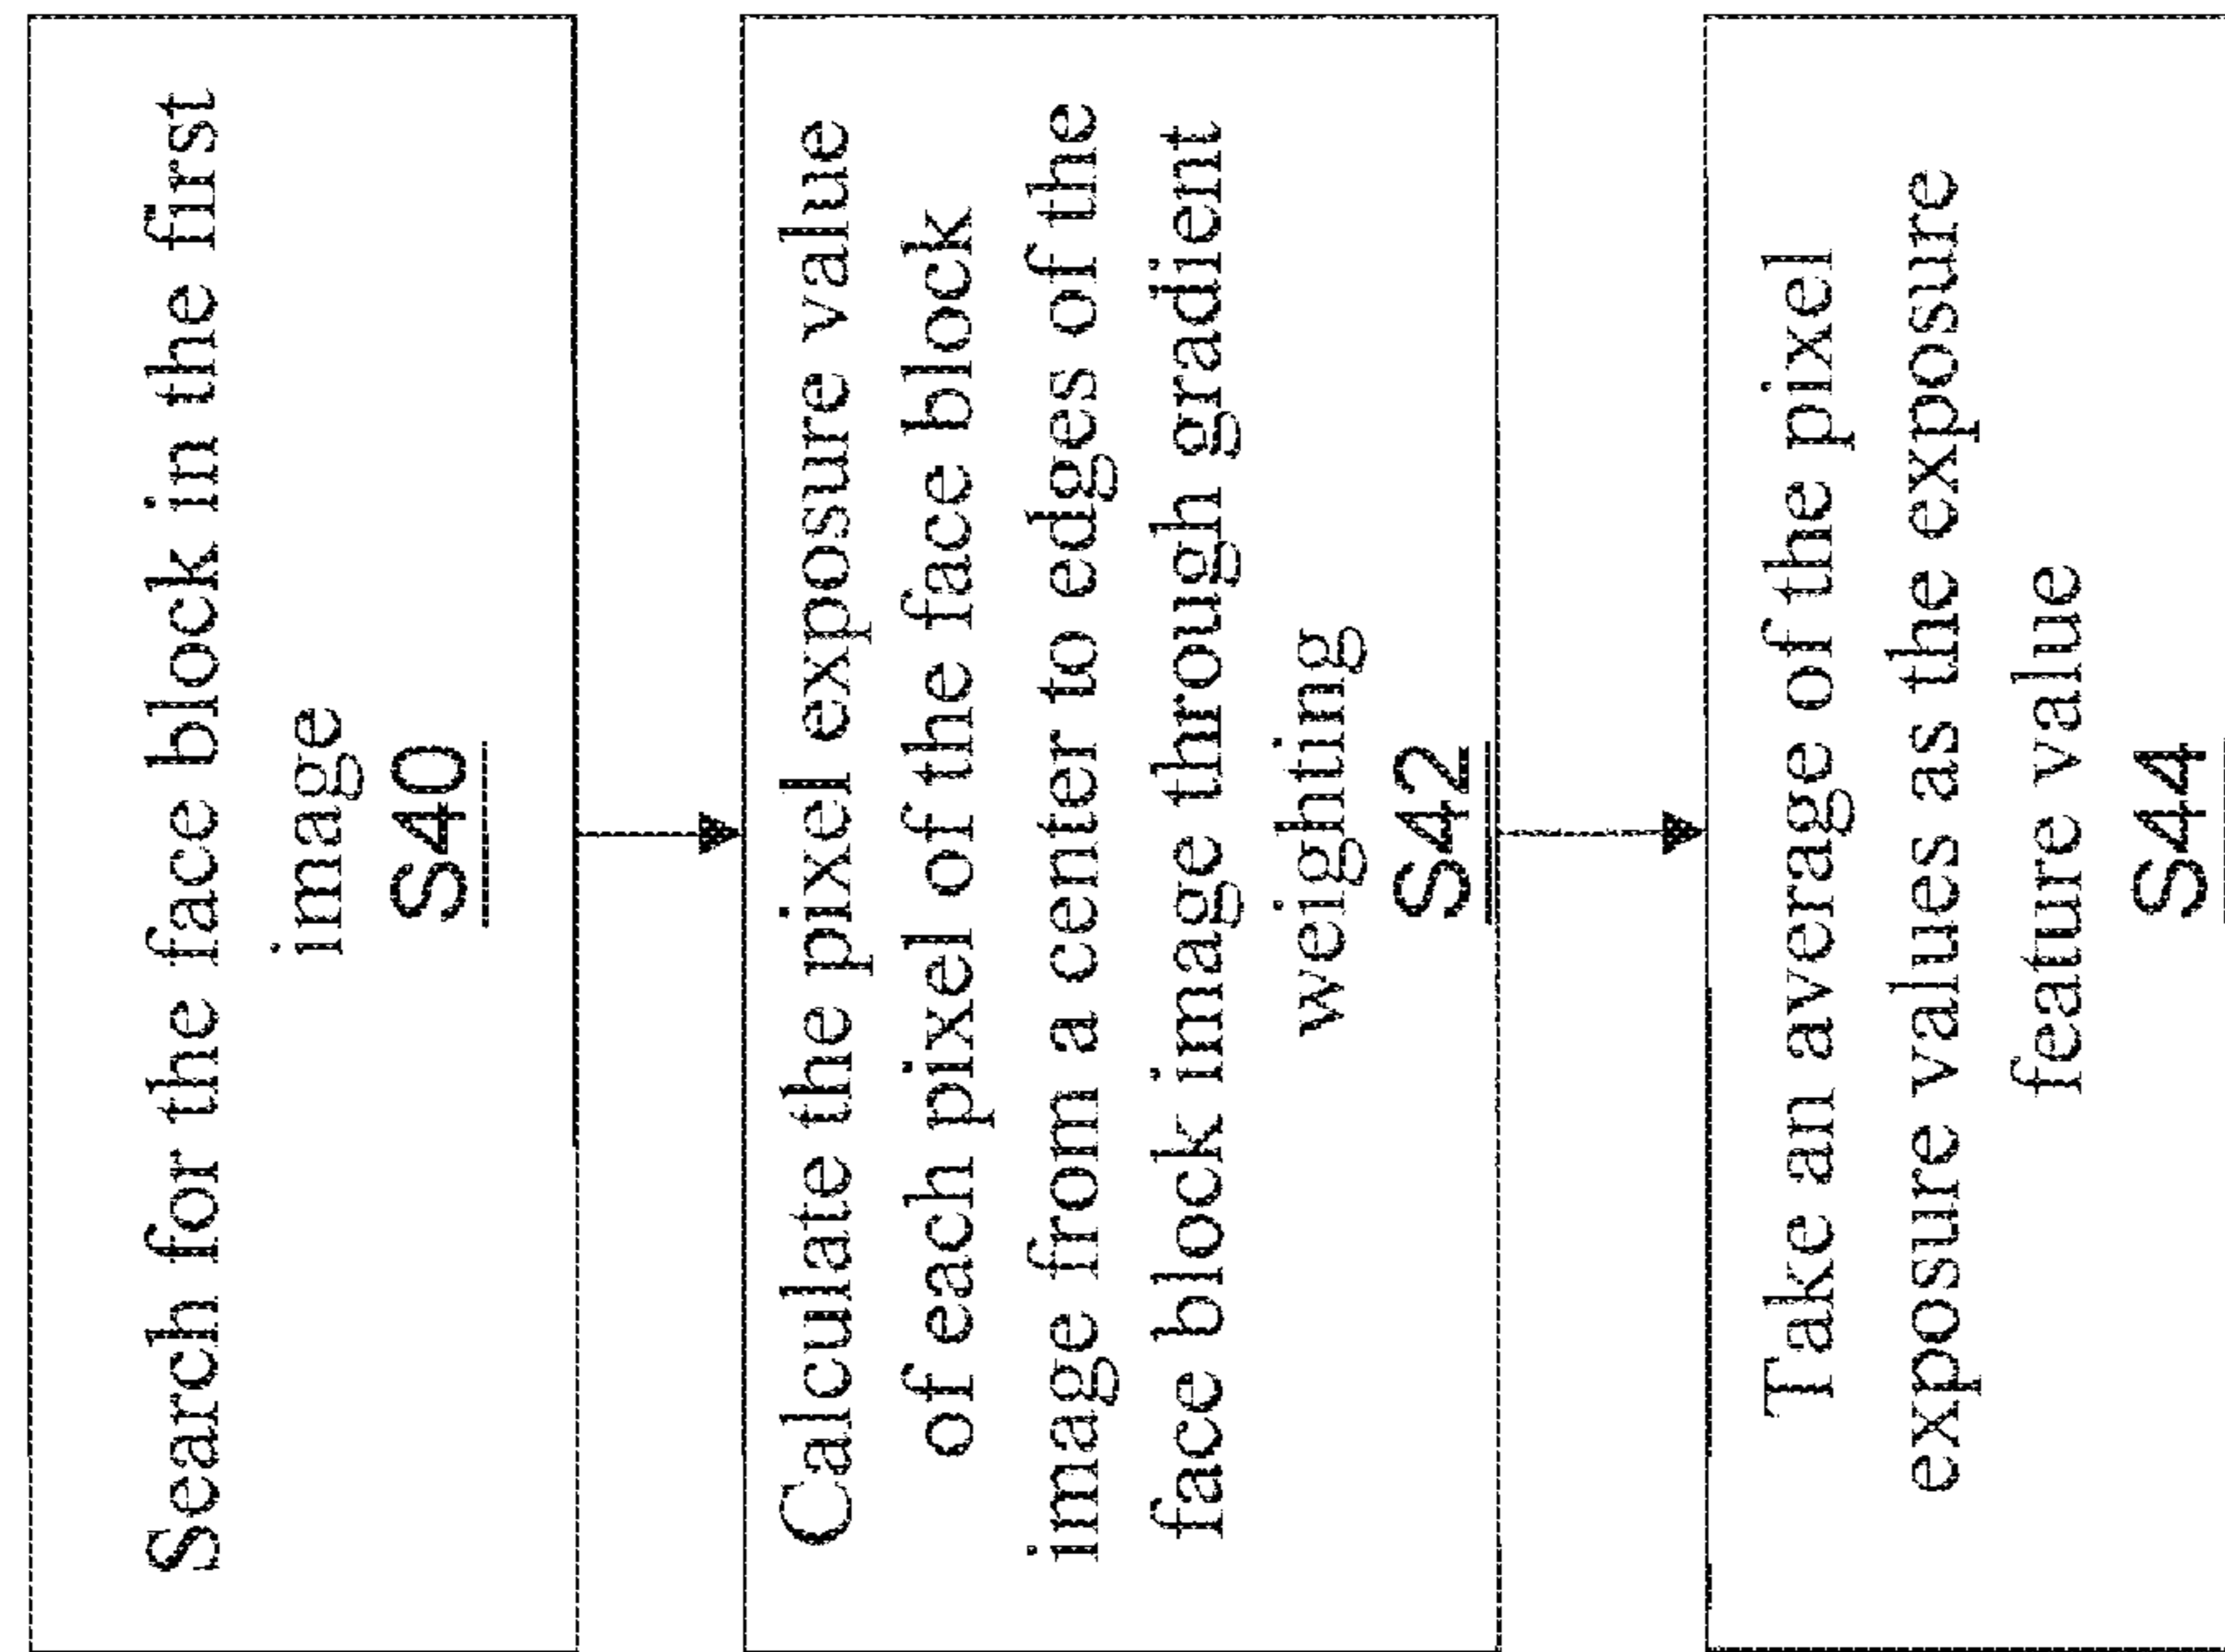 Search for the face block in the first
image
S40
Calculate the pixel exposure value
of each pixel of the face block
image from a center to edges of the
face block image through gradient
weighting
S42
Take an average of the pixel
exposure values as the exposure
feature value
S44